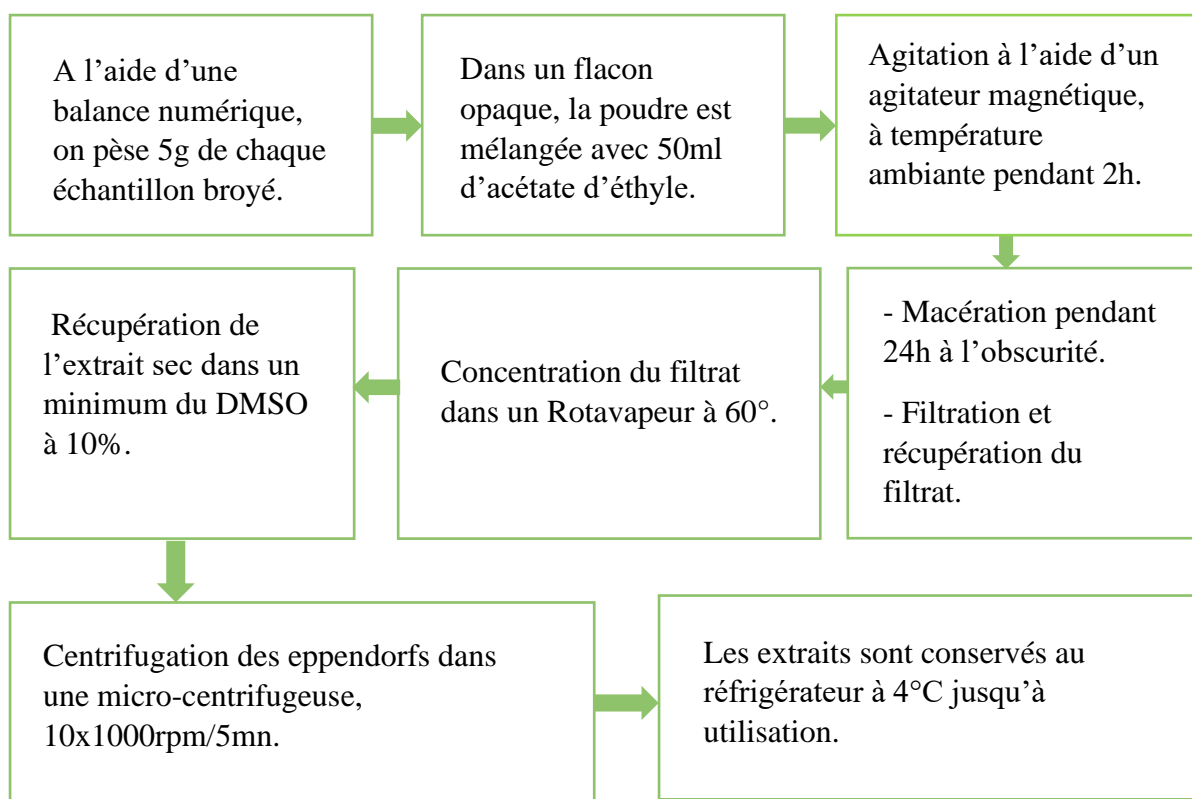 A l’aide d’une
balance numérique,
on pèse 5g de chaque
échantillon broyé.
Dans un flacon
opaque, la poudre est
mélangée avec 50ml
d’acétate d’éthyle.
Agitation à l’aide d’un
agitateur magnétique,
à température
ambiante pendant 2h.
- Macération pendant
24h à l’obscurité.
- Filtration et
récupération du
filtrat.
Concentration du filtrat
dans un Rotavapeur à 60°.
Récupération de
l’extrait sec dans un
minimum du DMSO
à 10%.
Centrifugation des eppendorfs dans
une micro-centrifugeuse,
10x1000rpm/5mn.
Les extraits sont conservés au
réfrigérateur à 4°C jusqu’à
utilisation.